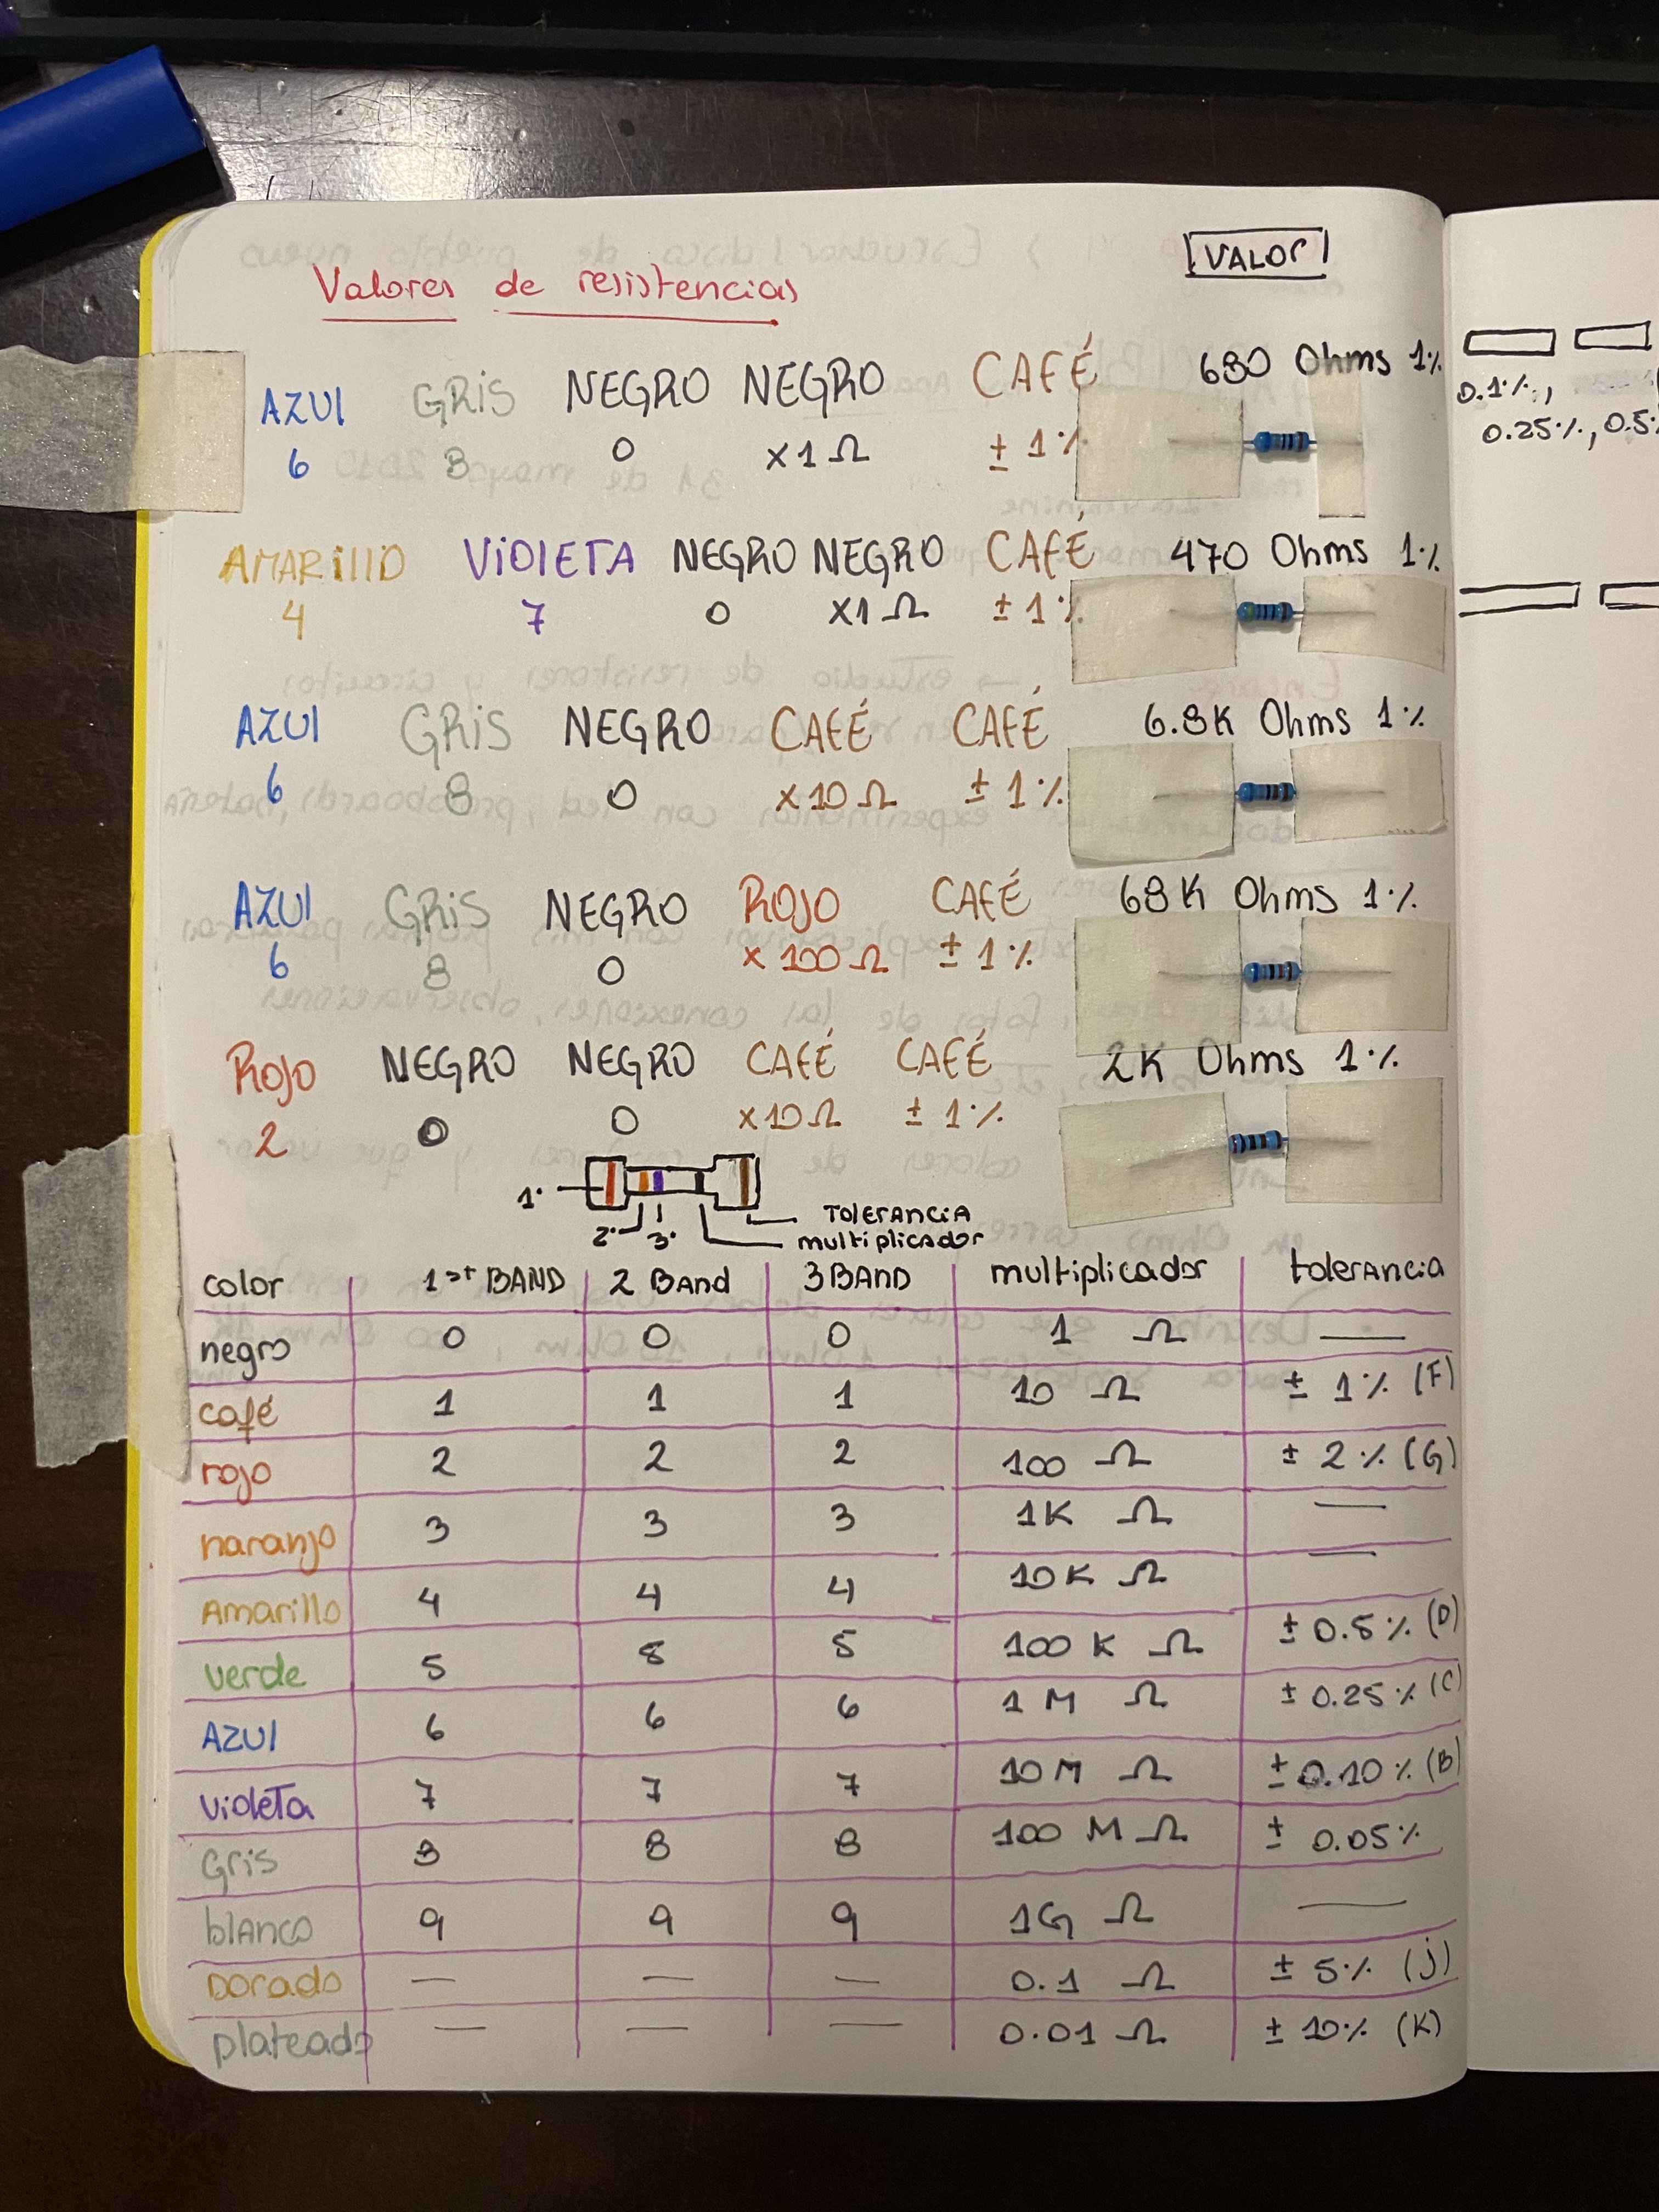 VALOR
Valores de resistencias
AZUl GRiS NEGRO NEGRO CAFÉ 680 Ohms 1%
6 8 0 x1 Ω ± 1%
AMARillO ViOlETA NEGRO NEGRO CAFÉ 470 Ohms 1%
4 7 0 x1 Ω ± 1%
AZUl GRiS NEGRO CAFÉ CAFÉ 6.8K Ohms 1%
6 8 0 x10 Ω ± 1%
AZUl GRiS NEGRO ROJO CAFÉ 68K Ohms 1%
6 8 0 x 100 Ω ± 1%
ROJO NEGRO NEGRO CAFÉ CAFÉ 2K Ohms 1%
2 0 0 x10Ω ± 1%
1°
2° 3°
TOlERANCiA
multiplicador
color 1st BAND 2 BAnd 3 BAND multiplicador tolerancia
negro 0 0 0 1 Ω —
café 1 1 1 10 Ω ± 1% (F)
rojo 2 2 2 100 Ω ± 2% (G)
naranjo 3 3 3 1K Ω —
Amarillo 4 4 4 10K Ω —
verde 5 5 5 100 K Ω ± 0.5% (D)
AZUl 6 6 6 1 M Ω ± 0.25% (C)
violeta 7 7 7 10 M Ω ± 0.10% (B)
Gris 8 8 8 100 M Ω ± 0.05%
blanco 9 9 9 1G Ω —
Dorado — — — 0.1 Ω ± 5% (j)
plateado — — — 0.01 Ω ± 10% (K)
0.1%,
0.25%, 0.5%